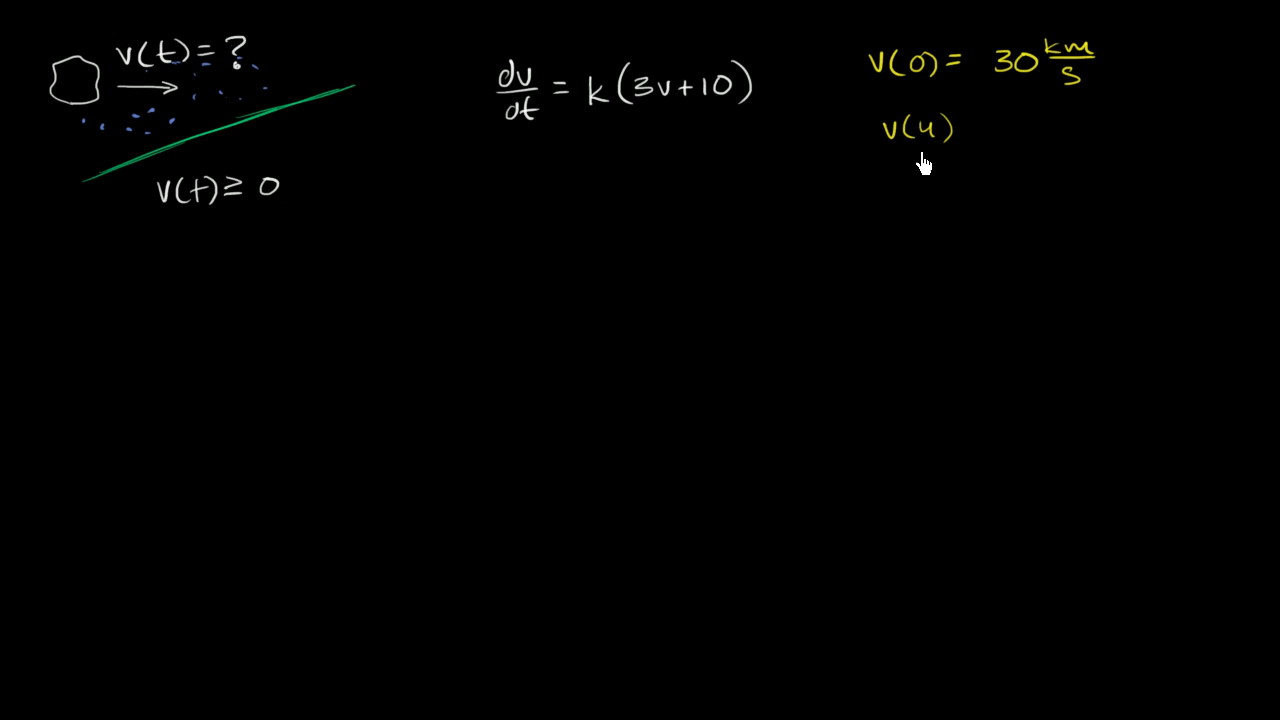 v(t) = ?
v(t) ≥ 0
dv/dt = k(3v+10)
v(0) = 30 km/s
v(4)